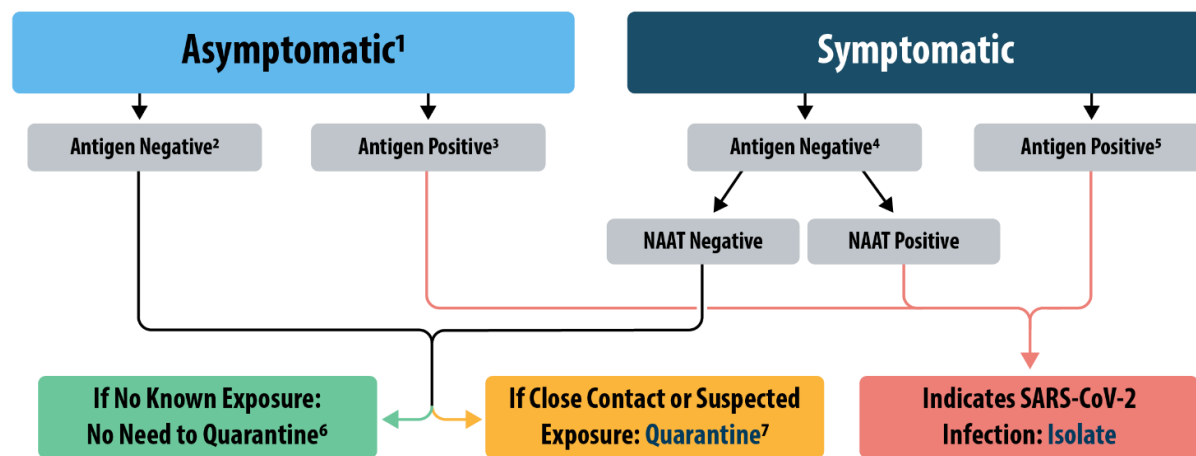 Asymptomatic¹
Symptomatic
Antigen Negative²
Antigen Positive³
Antigen Negative⁴
Antigen Positive⁵
NAAT Negative
NAAT Positive
If No Known Exposure:
No Need to Quarantine⁶
If Close Contact or Suspected
Exposure: Quarantine⁷
Indicates SARS-CoV-2
Infection: Isolate